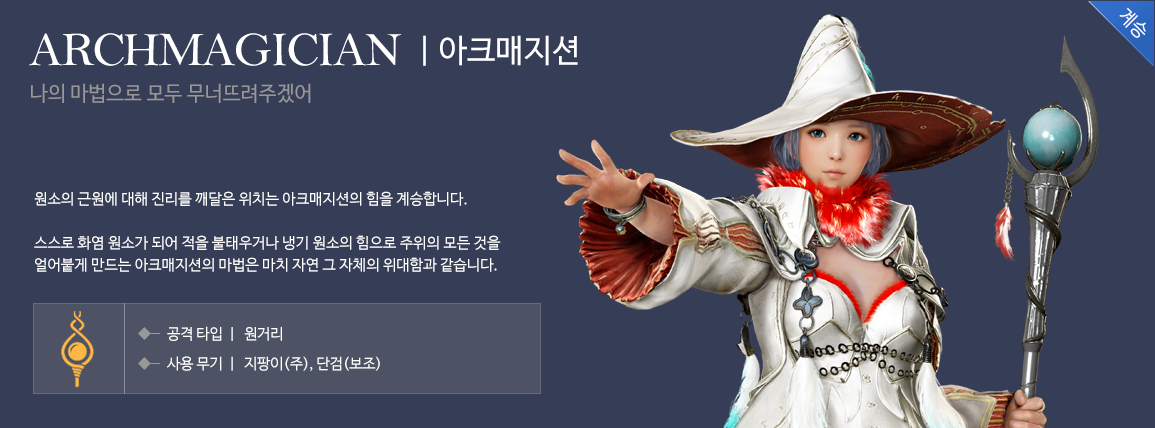 ARCHMAGICIAN | 아크매지션
계승
나의 마법으로 모두 무너뜨려주겠어
원소의 근원에 대해 진리를 깨달은 위치는 아크매지션의 힘을 계승합니다.
스스로 화염 원소가 되어 적을 불태우거나 냉기 원소의 힘으로 주위의 모든 것을
얼어붙게 만드는 아크매지션의 마법은 마치 자연 그 자체의 위대함과 같습니다.
공격 타입 | 원거리
사용 무기 | 지팡이(주), 단검(보조)